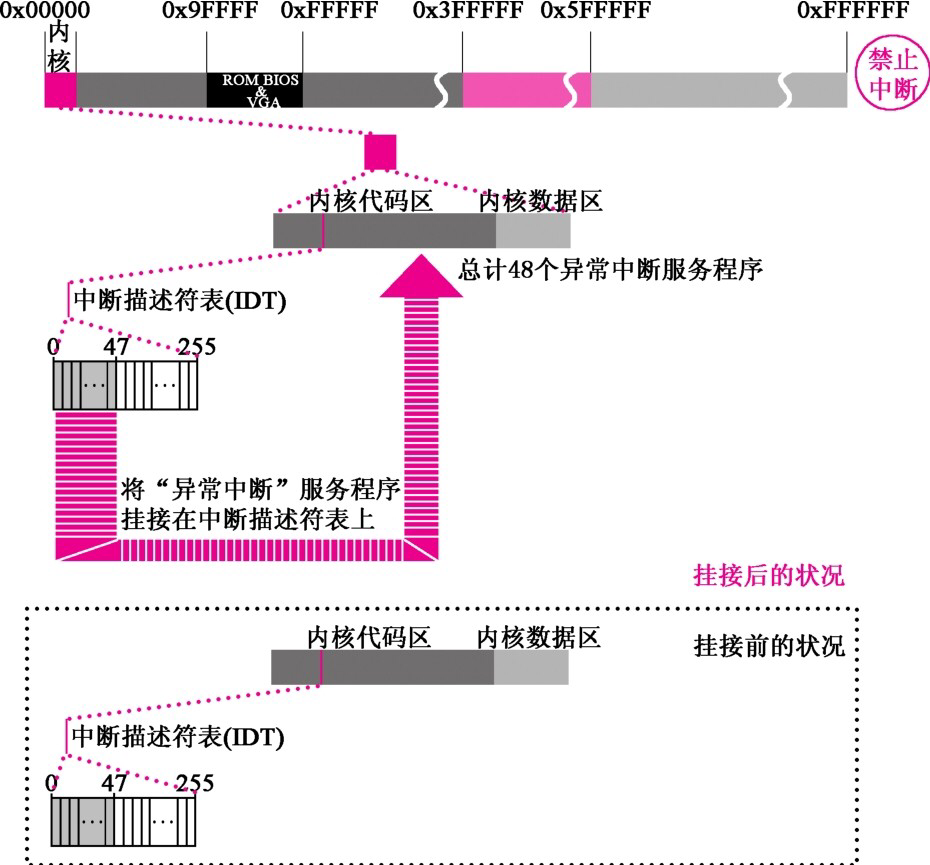 0x00000 0x9FFFF 0xFFFFF 0x3FFFFF 0x5FFFFF 0xFFFFFF
内核
ROM BIOS
&
VGA
禁止
中断
内核代码区 内核数据区
总计48个异常中断服务程序
中断描述符表(IDT)
0 47 255
... ...
将“异常中断”服务程序
挂接在中断描述符表上
挂接后的状况
内核代码区 内核数据区
挂接前的状况
中断描述符表(IDT)
0 47 255
... ...